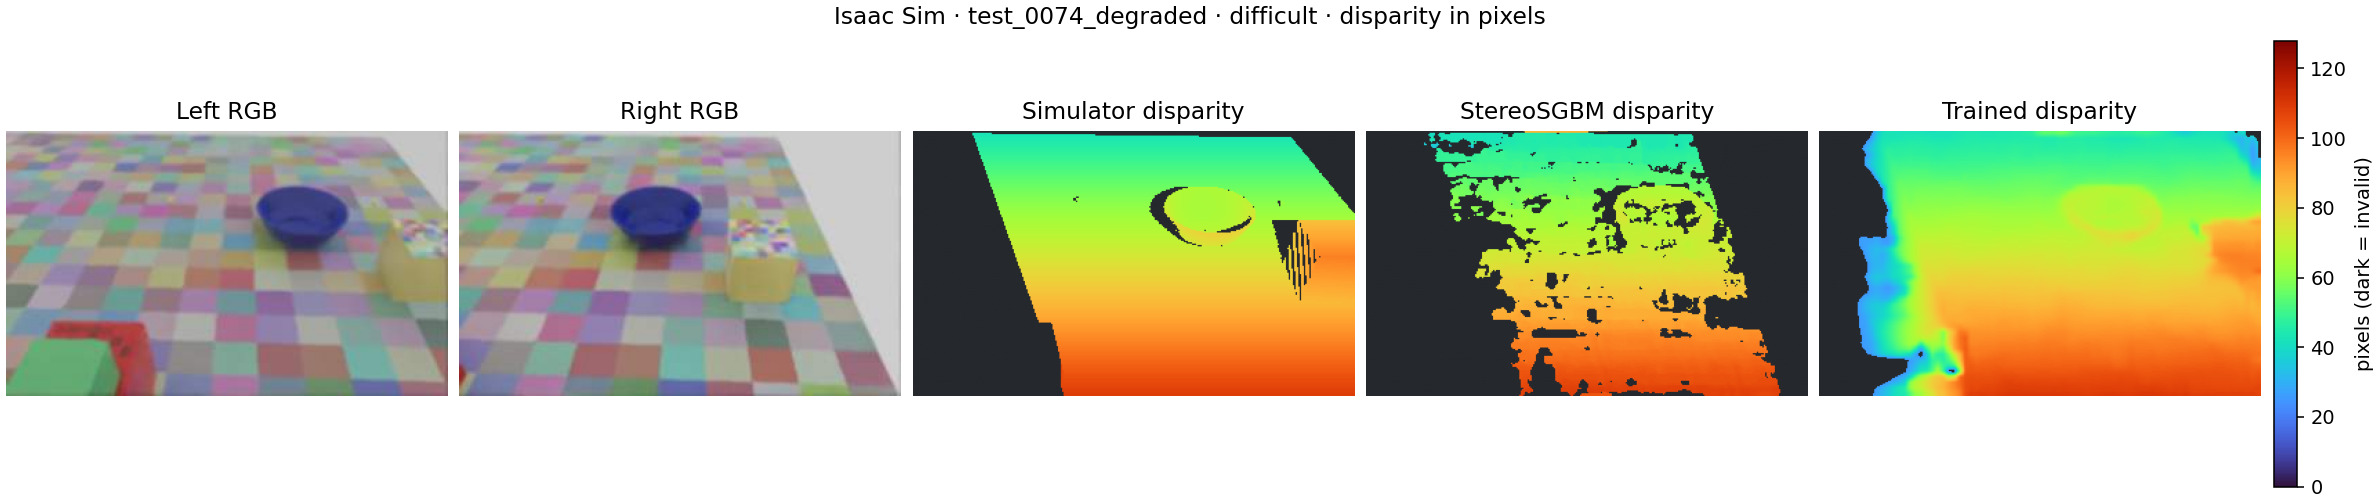 Isaac Sim · test_0074_degraded · difficult · disparity in pixels
Left RGB
Right RGB
Simulator disparity
StereoSGBM disparity
Trained disparity
120
100
80
60
40
20
0
pixels (dark = invalid)